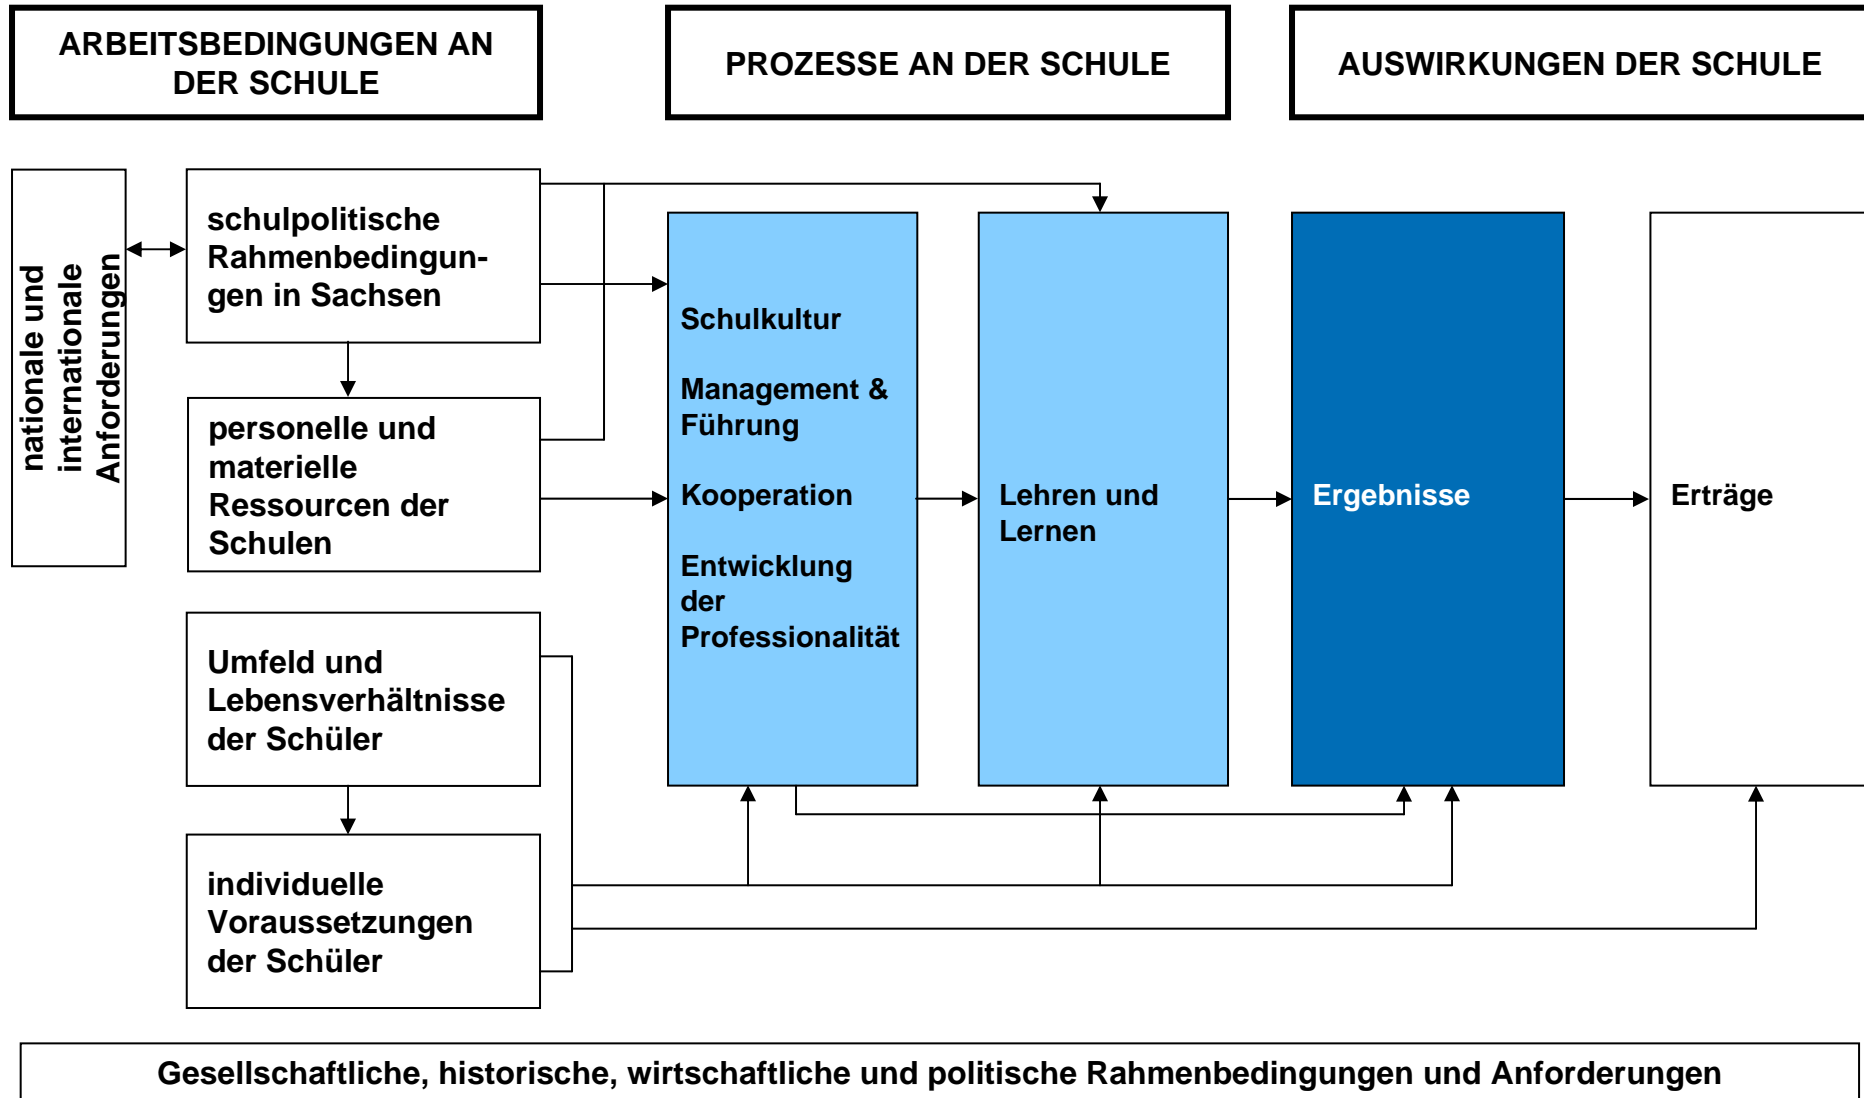 ARBEITSBEDINGUNGEN AN
DER SCHULE
PROZESSE AN DER SCHULE
AUSWIRKUNGEN DER SCHULE
nationale und
internationale
Anforderungen
schulpolitische
Rahmenbedingun-
gen in Sachsen
personelle und
materielle
Ressourcen der
Schulen
Umfeld und
Lebensverhältnisse
der Schüler
individuelle
Voraussetzungen
der Schüler
Schulkultur
Management &
Führung
Kooperation
Entwicklung
der
Professionalität
Lehren und
Lernen
Ergebnisse
Erträge
Gesellschaftliche, historische, wirtschaftliche und politische Rahmenbedingungen und Anforderungen